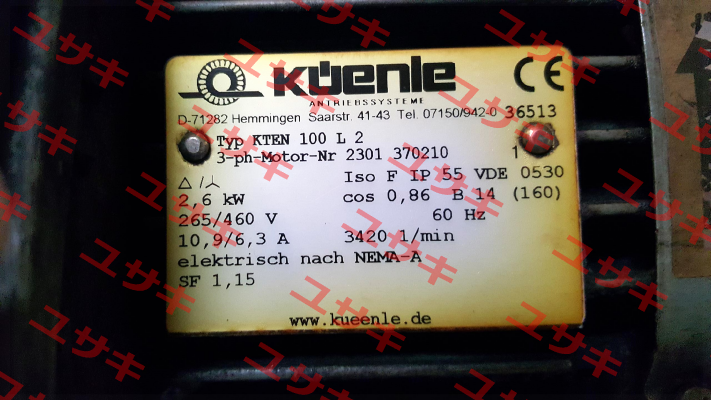 KÜenle
ANTRIEBSSYSTEME
CE
D-71282 Hemmingen Saarstr. 41-43 Tel. 07150/942-0 36513
Typ KTEN 100 L 2
3-ph-Motor-Nr 2301 370210 1
Iso F IP 55 VDE 0530
△/⅄
2,6 kW cos 0,86 B 14 (160)
265/460 V 60 Hz
10,9/6,3 A 3420 1/min
elektrisch nach NEMA-A
SF 1,15
www.kueenle.de
ユサキ